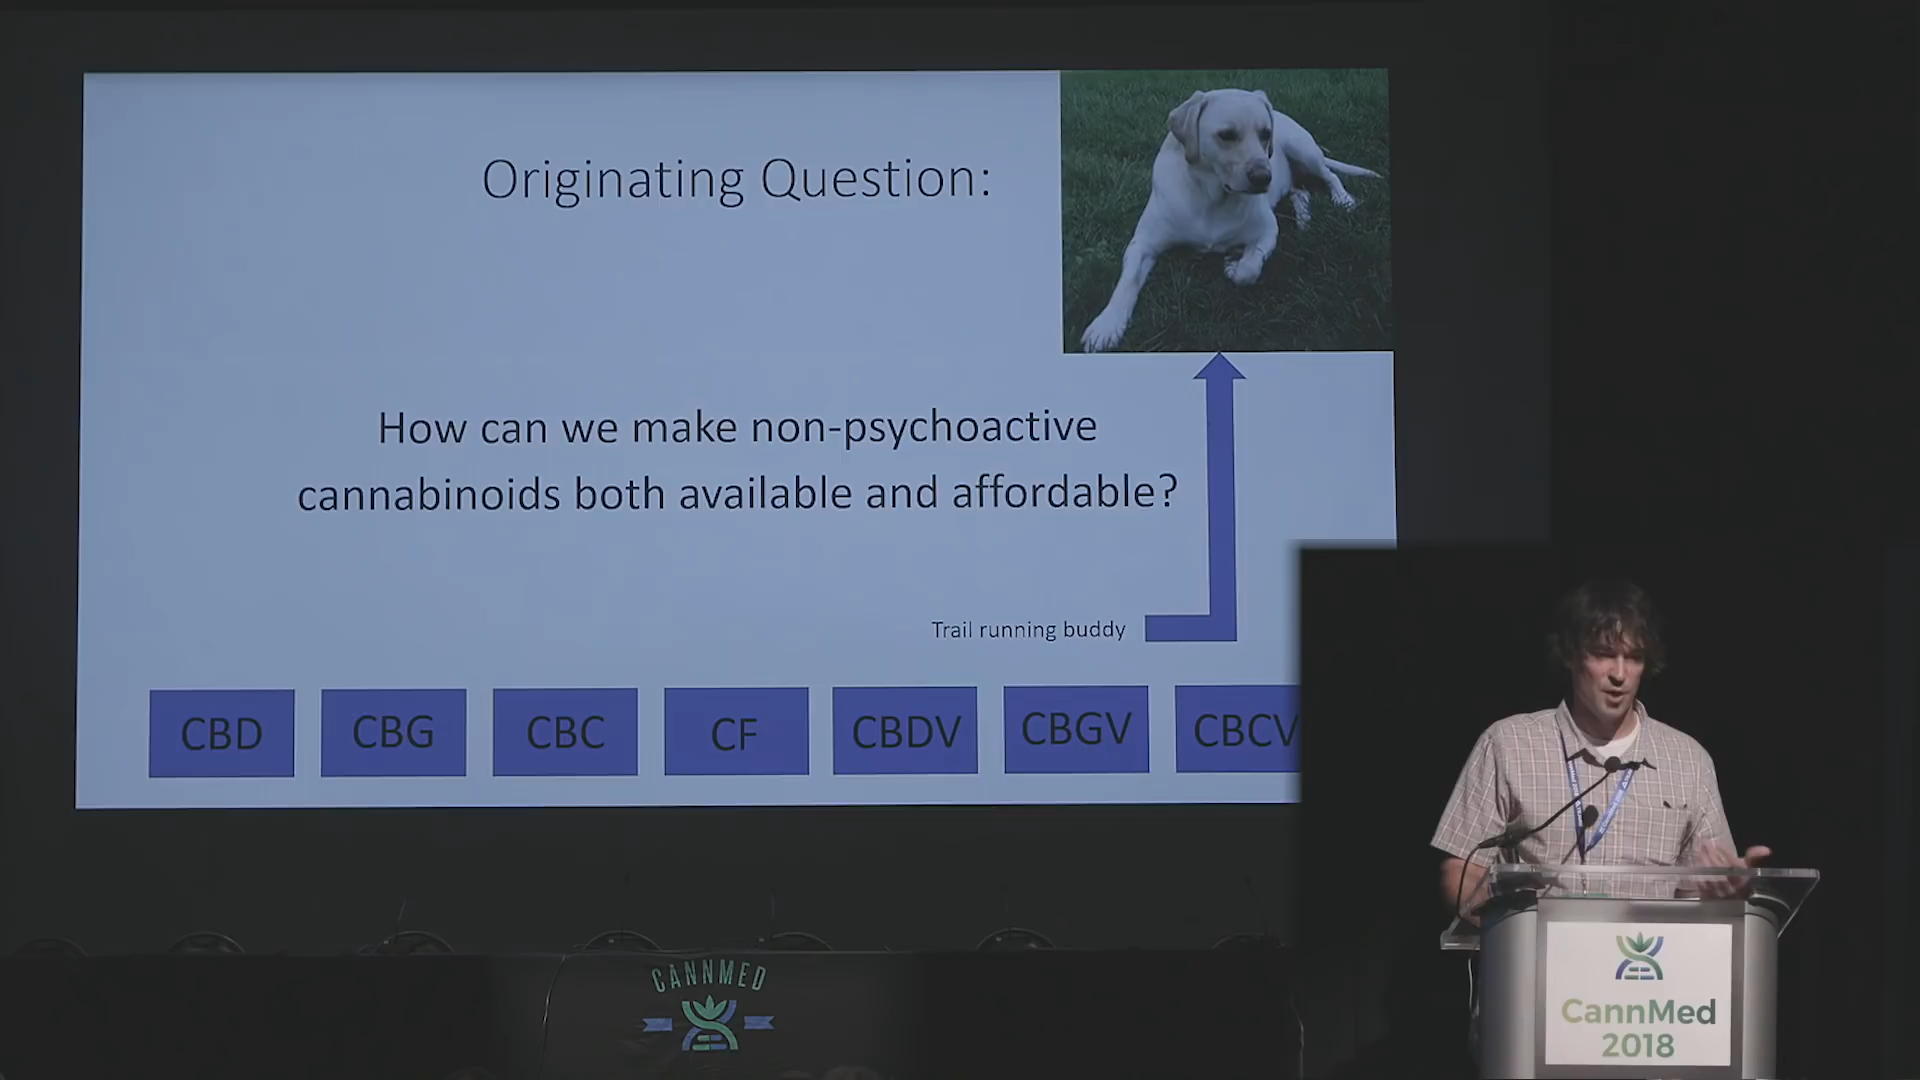 Originating Question:
How can we make non-psychoactive
cannabinoids both available and affordable?
Trail running buddy
CBD
CBG
CBC
CF
CBDV
CBGV
CBCV
CANNMED
CannMed
2018